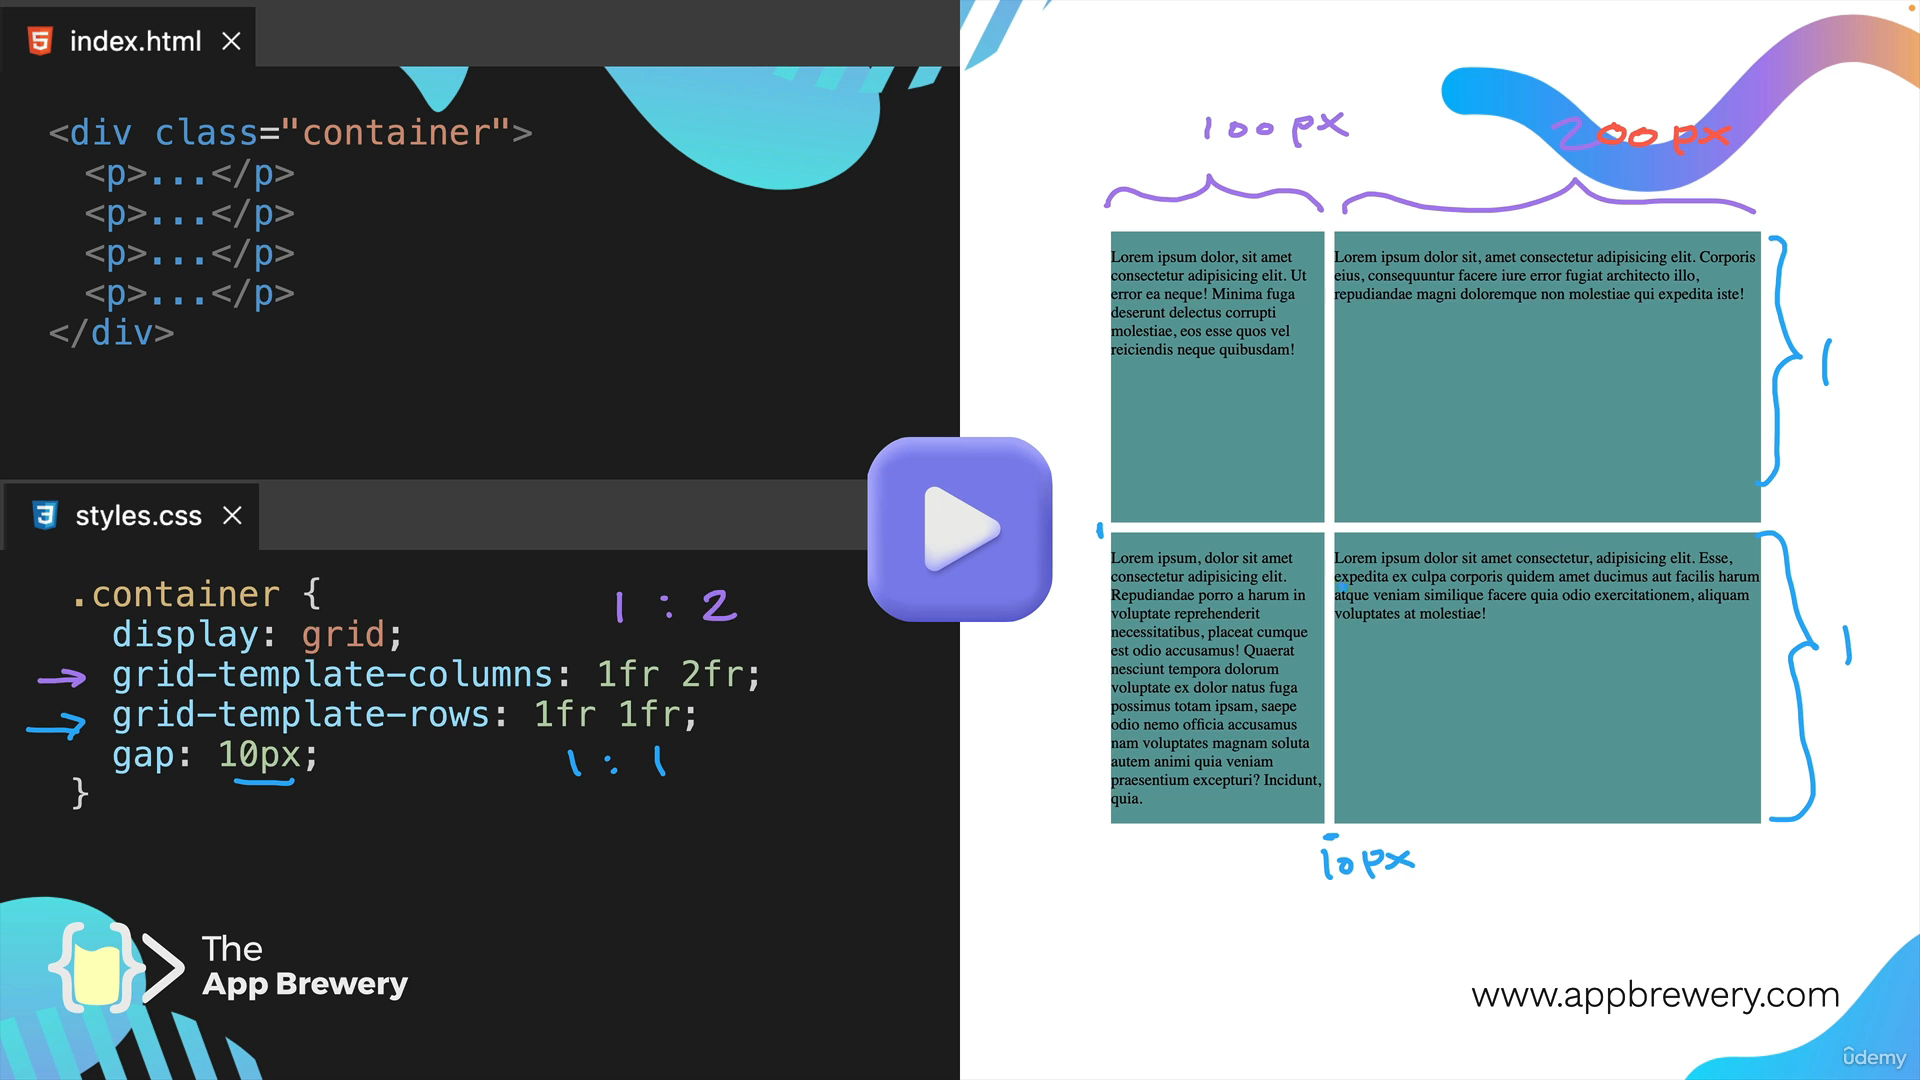 index.html
<div class="container">
<p>...</p>
<p>...</p>
<p>...</p>
<p>...</p>
</div>
styles.css
.container {
display: grid;
grid-template-columns: 1fr 2fr;
grid-template-rows: 1fr 1fr;
gap: 10px;
}
1 : 2
1 : 1
The
App Brewery
100px
200px
Lorem ipsum dolor, sit amet
consectetur adipisicing elit. Ut
error ea neque! Minima fuga
deserunt delectus corrupti
molestiae, eos esse quos vel
reiciendis neque quibusdam!
Lorem ipsum dolor sit, amet consectetur adipisicing elit. Corporis
eius, consequuntur facere iure error fugiat architecto illo,
repudiandae magni doloremque non molestiae qui expedita iste!
1
Lorem ipsum, dolor sit amet
consectetur adipisicing elit.
Repudiandae porro a harum in
voluptate reprehenderit
necessitatibus, placeat cumque
est odio accusamus! Quaerat
nesciunt tempora dolorum
voluptate ex dolor natus fuga
possimus totam ipsam, saepe
odio nemo officia accusamus
nam voluptates magnam soluta
autem animi quia veniam
praesentium excepturi? Incidunt,
quia.
Lorem ipsum dolor sit amet consectetur, adipisicing elit. Esse,
expedita ex culpa corporis quidem amet ducimus aut facilis harum
atque veniam similique facere quia odio exercitationem, aliquam
voluptates at molestiae!
1
10px
www.appbrewery.com
ûdemy